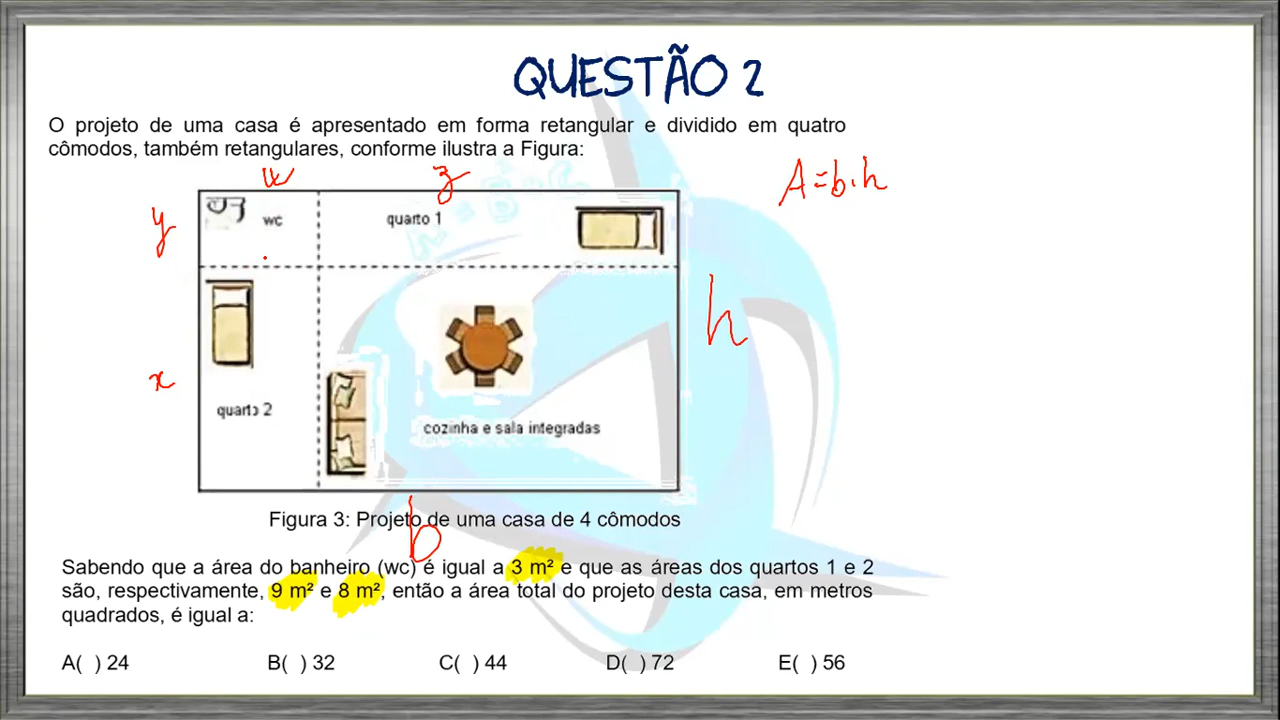 QUESTÃO 2
O projeto de uma casa é apresentado em forma retangular e dividido em quatro
cômodos, também retangulares, conforme ilustra a Figura:
A=b.h
w z
y
wc
quarto 1
h
x
quarto 2
cozinha e sala integradas
b
Figura 3: Projeto de uma casa de 4 cômodos
Sabendo que a área do banheiro (wc) é igual a 3 m² e que as áreas dos quartos 1 e 2
são, respectivamente, 9 m² e 8 m², então a área total do projeto desta casa, em metros
quadrados, é igual a:
A( ) 24 B( ) 32 C( ) 44 D( ) 72 E( ) 56